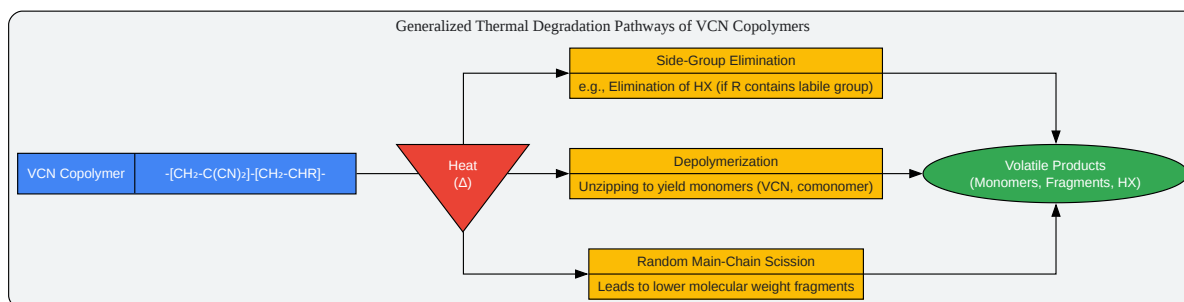 Generalized Thermal Degradation Pathways of VCN Copolymers
Side-Group Elimination
e.g., Elimination of HX (if R contains labile group)
VCN Copolymer
-[CH₂-C(CN)₂]-[CH₂-CHR]-
Heat
(Δ)
Depolymerization
Unzipping to yield monomers (VCN, comonomer)
Volatile Products
(Monomers, Fragments, HX)
Random Main-Chain Scission
Leads to lower molecular weight fragments